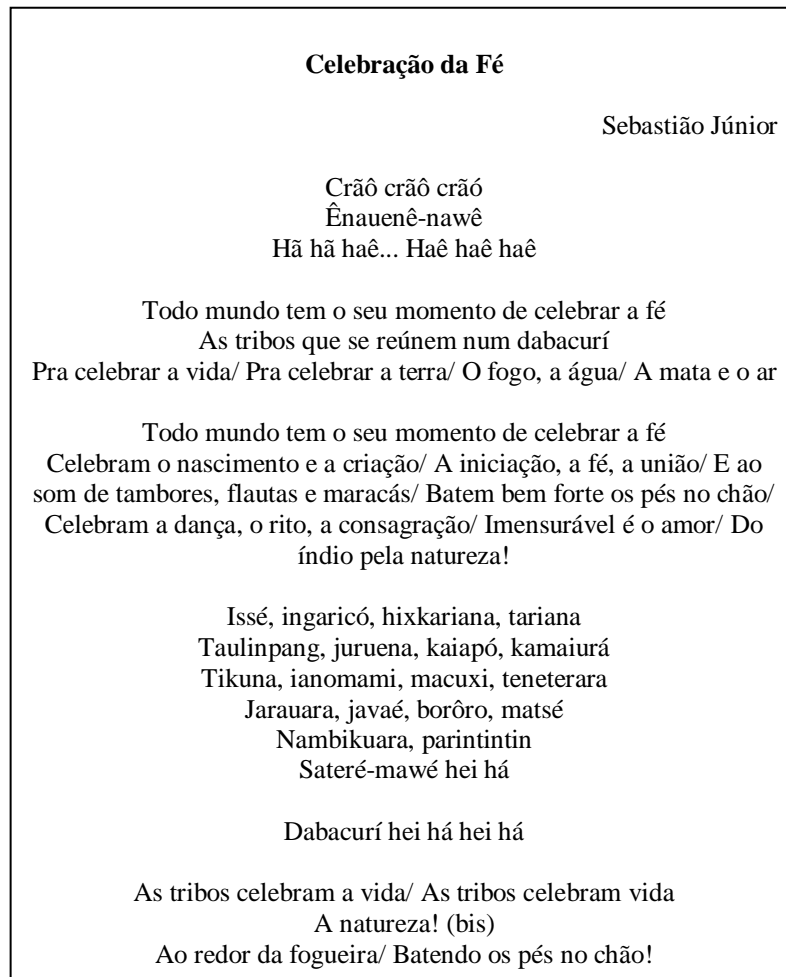 Celebração da Fé
Sebastião Júnior
Crãô crãô crãó
Ênauenê-nawê
Hã hã haê... Haê haê haê
Todo mundo tem o seu momento de celebrar a fé
As tribos que se reúnem num dabacurí
Pra celebrar a vida/ Pra celebrar a terra/ O fogo, a água/ A mata e o ar
Todo mundo tem o seu momento de celebrar a fé
Celebram o nascimento e a criação/ A iniciação, a fé, a união/ E ao
som de tambores, flautas e maracás/ Batem bem forte os pés no chão/
Celebram a dança, o rito, a consagração/ Imensurável é o amor/ Do
índio pela natureza!
Issé, ingaricó, hixkariana, tariana
Taulinpang, juruena, kaiapó, kamaiurá
Tikuna, ianomami, macuxi, teneterara
Jarauara, javaé, borôro, matsé
Nambikuara, parintintin
Sateré-mawé hei há
Dabacurí hei há hei há
As tribos celebram a vida/ As tribos celebram vida
A natureza! (bis)
Ao redor da fogueira/ Batendo os pés no chão!